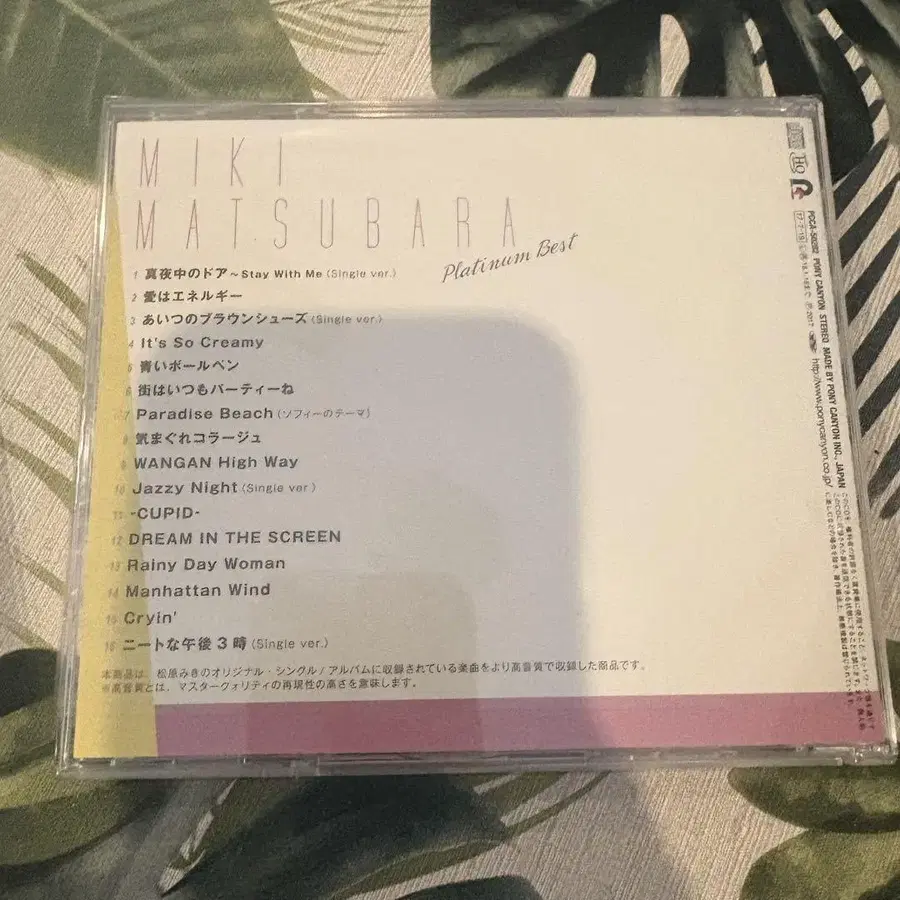 MIKI
MATSUBARA
Platinum Best
1 真夜中のドア～Stay With Me (Single ver.)
2 愛はエネルギー
3 あいつのブラウンシューズ (Single ver.)
4 It's So Creamy
5 青いボールペン
6 街はいつもパーティーね
7 Paradise Beach (ソフィーのテーマ)
8 気まぐれコラージュ
9 WANGAN High Way
10 Jazzy Night (Single ver.)
11 -CUPID-
12 DREAM IN THE SCREEN
13 Rainy Day Woman
14 Manhattan Wind
15 Cryin'
16 ニートな午後3時 (Single ver.)
本商品は、松原みきのオリジナル・シングル/アルバムに収録されている楽曲をより高音質で収録した商品です。
※高音質とは、マスタークォリティの再現性の高さを意味します。
HQ
PCCA-50282 PONY CANYON STEREO MADE BY PONY CANYON INC., JAPAN
17・7・19
http://www.ponycanyon.co.jp/